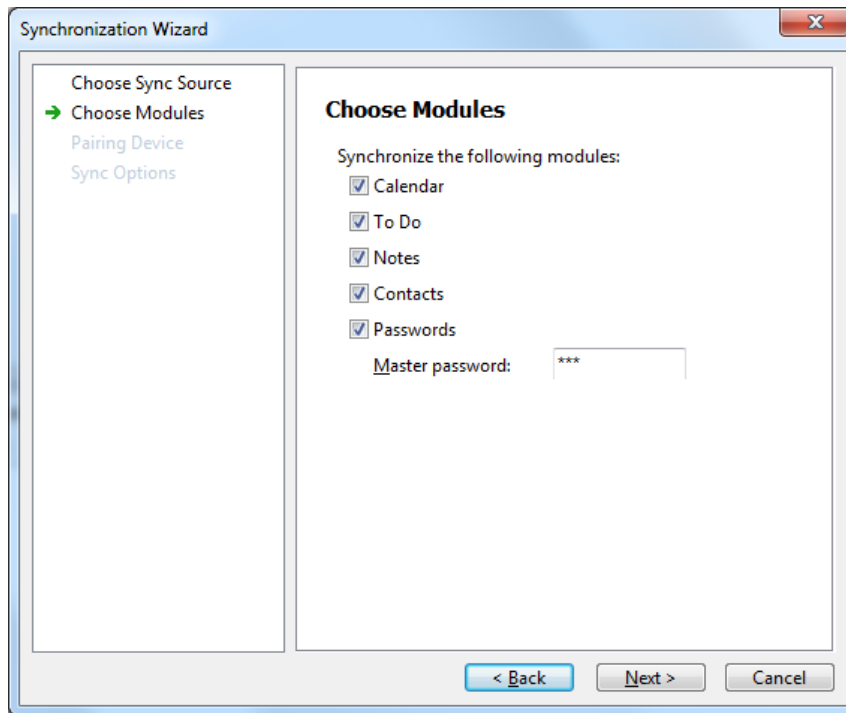 Synchronization Wizard
Choose Sync Source
Choose Modules
Pairing Device
Sync Options
Choose Modules
Synchronize the following modules:
Calendar
To Do
Notes
Contacts
Passwords
Master password: ***
< Back Next > Cancel